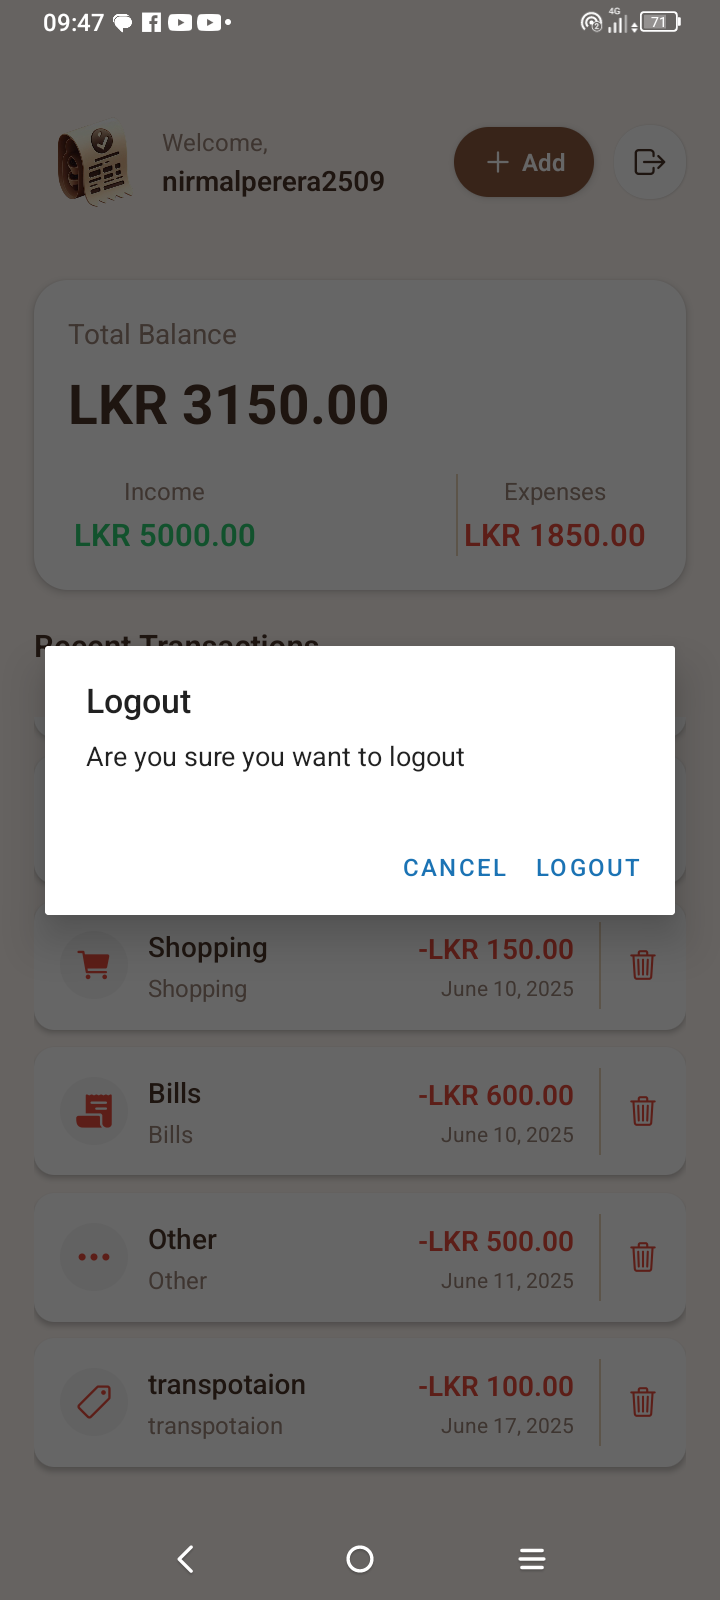 09:47
4G
2
71
Welcome,
nirmalperera2509
Add
Total Balance
LKR 3150.00
Income
Expenses
LKR 5000.00
LKR 1850.00
Recent Transactions
Logout
Are you sure you want to logout
CANCEL LOGOUT
Shopping
-LKR 150.00
Shopping
June 10, 2025
Bills
-LKR 600.00
Bills
June 10, 2025
Other
-LKR 500.00
Other
June 11, 2025
transpotaion
-LKR 100.00
transpotaion
June 17, 2025